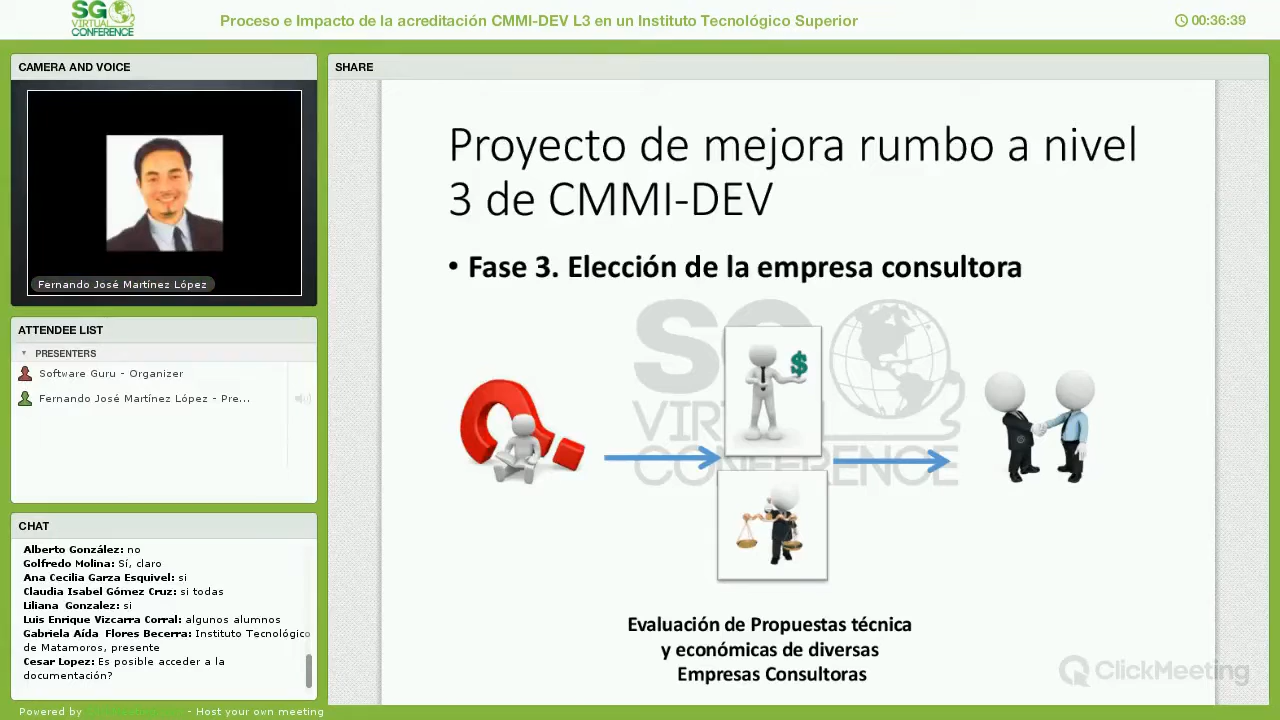 SG
VIRTUAL
CONFERENCE
Proceso e Impacto de la acreditación CMMI-DEV L3 en un Instituto Tecnológico Superior
00:36:39
CAMERA AND VOICE
Fernando José Martínez López
ATTENDEE LIST
PRESENTERS
Software Guru - Organizer
Fernando José Martínez López - Pre...
CHAT
Alberto González: no
Golfredo Molina: Sí, claro
Ana Cecilia Garza Esquivel: si
Claudia Isabel Gómez Cruz: si todas
Liliana Gonzalez: si
Luis Enrique Vizcarra Corral: algunos alumnos
Gabriela Aída Flores Becerra: Instituto Tecnológico
de Matamoros, presente
Cesar Lopez: Es posible acceder a la
documentación?
Powered by - Host your own meeting
SHARE
Proyecto de mejora rumbo a nivel
3 de CMMI-DEV
• Fase 3. Elección de la empresa consultora
SG
VIRTUAL
CONFERENCE
$
Evaluación de Propuestas técnica
y económicas de diversas
Empresas Consultoras
ClickMeeting